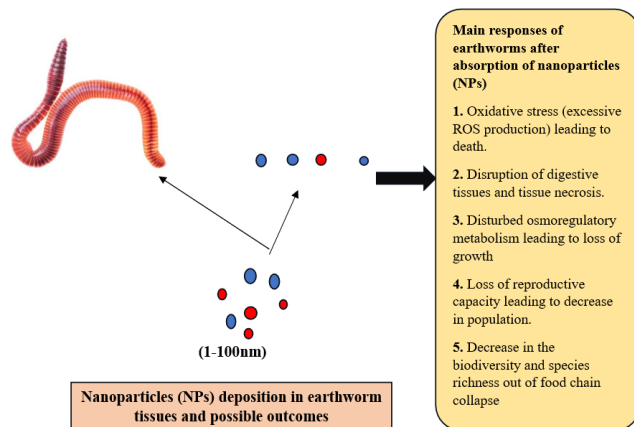 Main responses of
earthworms after
absorption of nanoparticles
(NPs)
1. Oxidative stress (excessive
ROS production) leading to
death.
2. Disruption of digestive
tissues and tissue necrosis.
3. Disturbed osmoregulatory
metabolism leading to loss of
growth
4. Loss of reproductive
capacity leading to decrease
in population.
5. Decrease in the
biodiversity and species
richness out of food chain
collapse
(1-100nm)
Nanoparticles (NPs) deposition in earthworm
tissues and possible outcomes